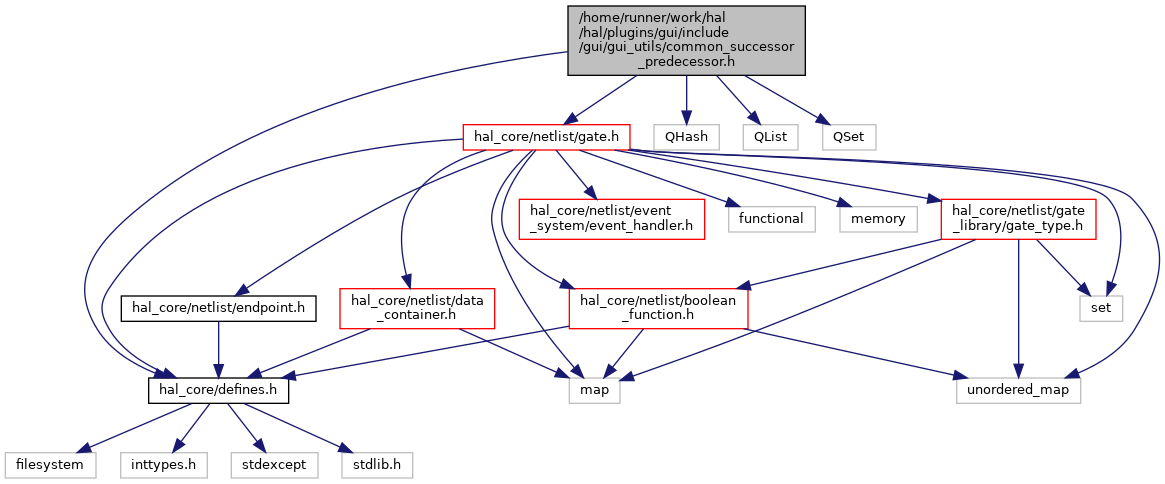 /home/runner/work/hal
/hal/plugins/gui/include
/gui/gui_utils/common_successor
_predecessor.h
hal_core/netlist/gate.h
QHash
QList
QSet
hal_core/netlist/event
_system/event_handler.h
functional
memory
hal_core/netlist/gate
_library/gate_type.h
hal_core/netlist/endpoint.h
hal_core/netlist/data
_container.h
hal_core/netlist/boolean
_function.h
set
hal_core/defines.h
map
unordered_map
filesystem
inttypes.h
stdexcept
stdlib.h